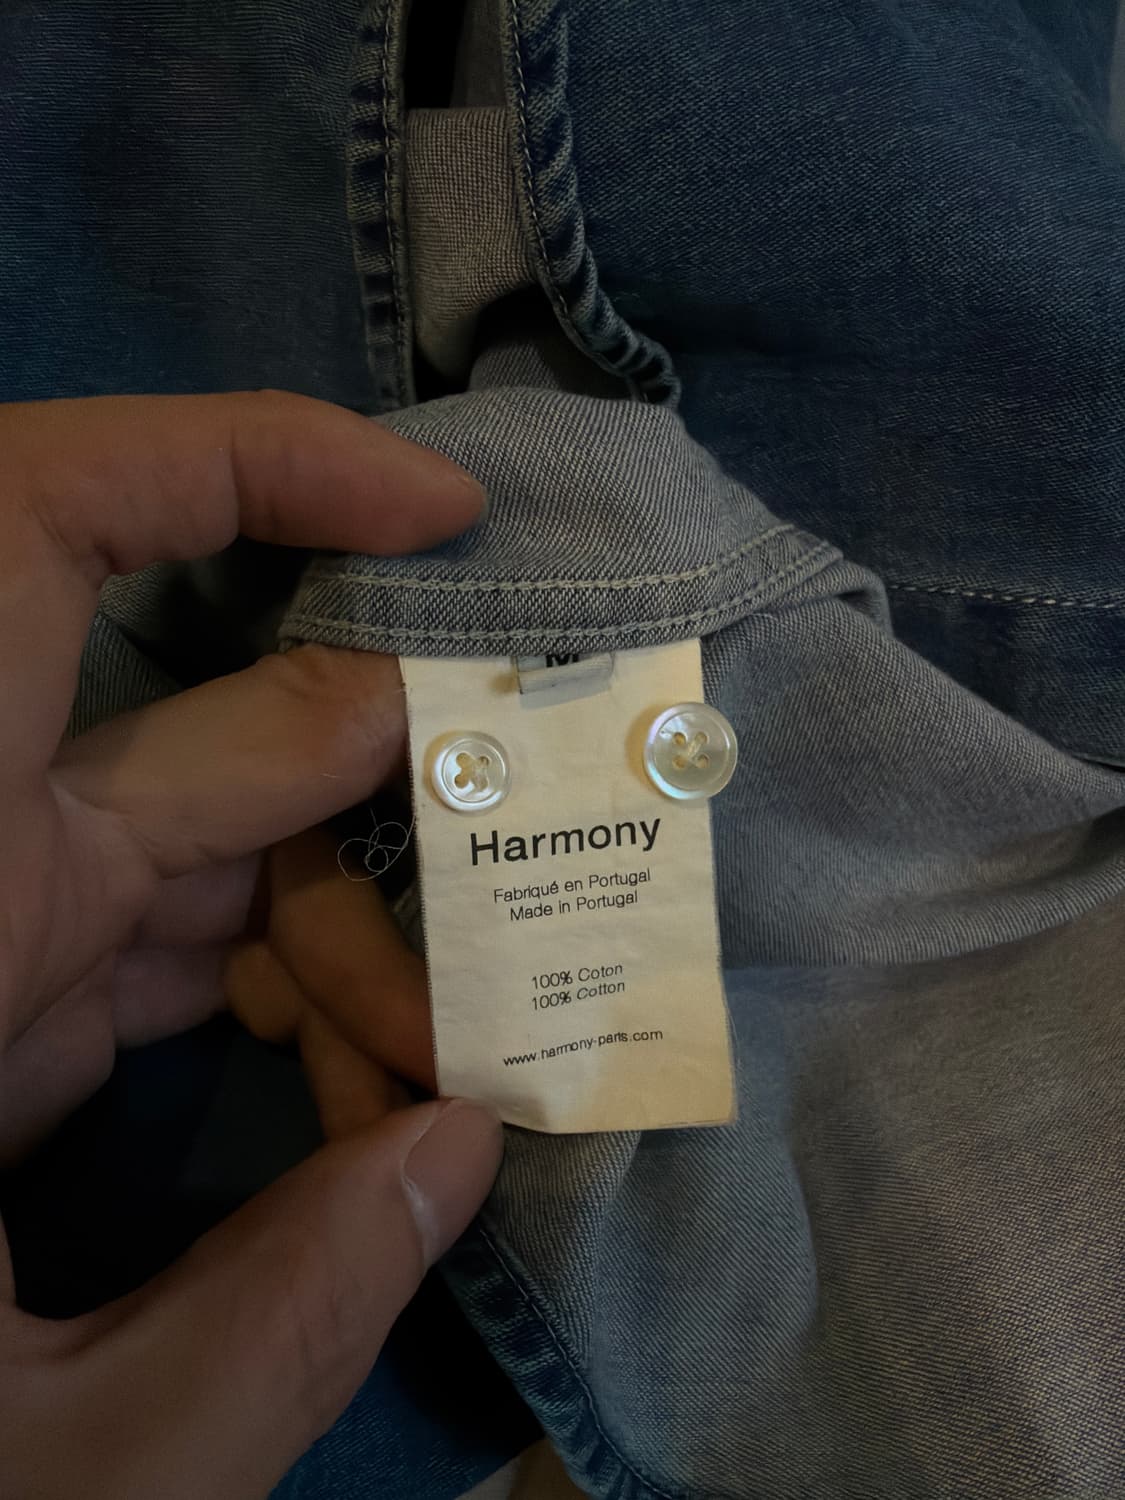 M
Harmony
Fabriqué en Portugal
Made in Portugal
100% Coton
100% Cotton
www.harmony-paris.com